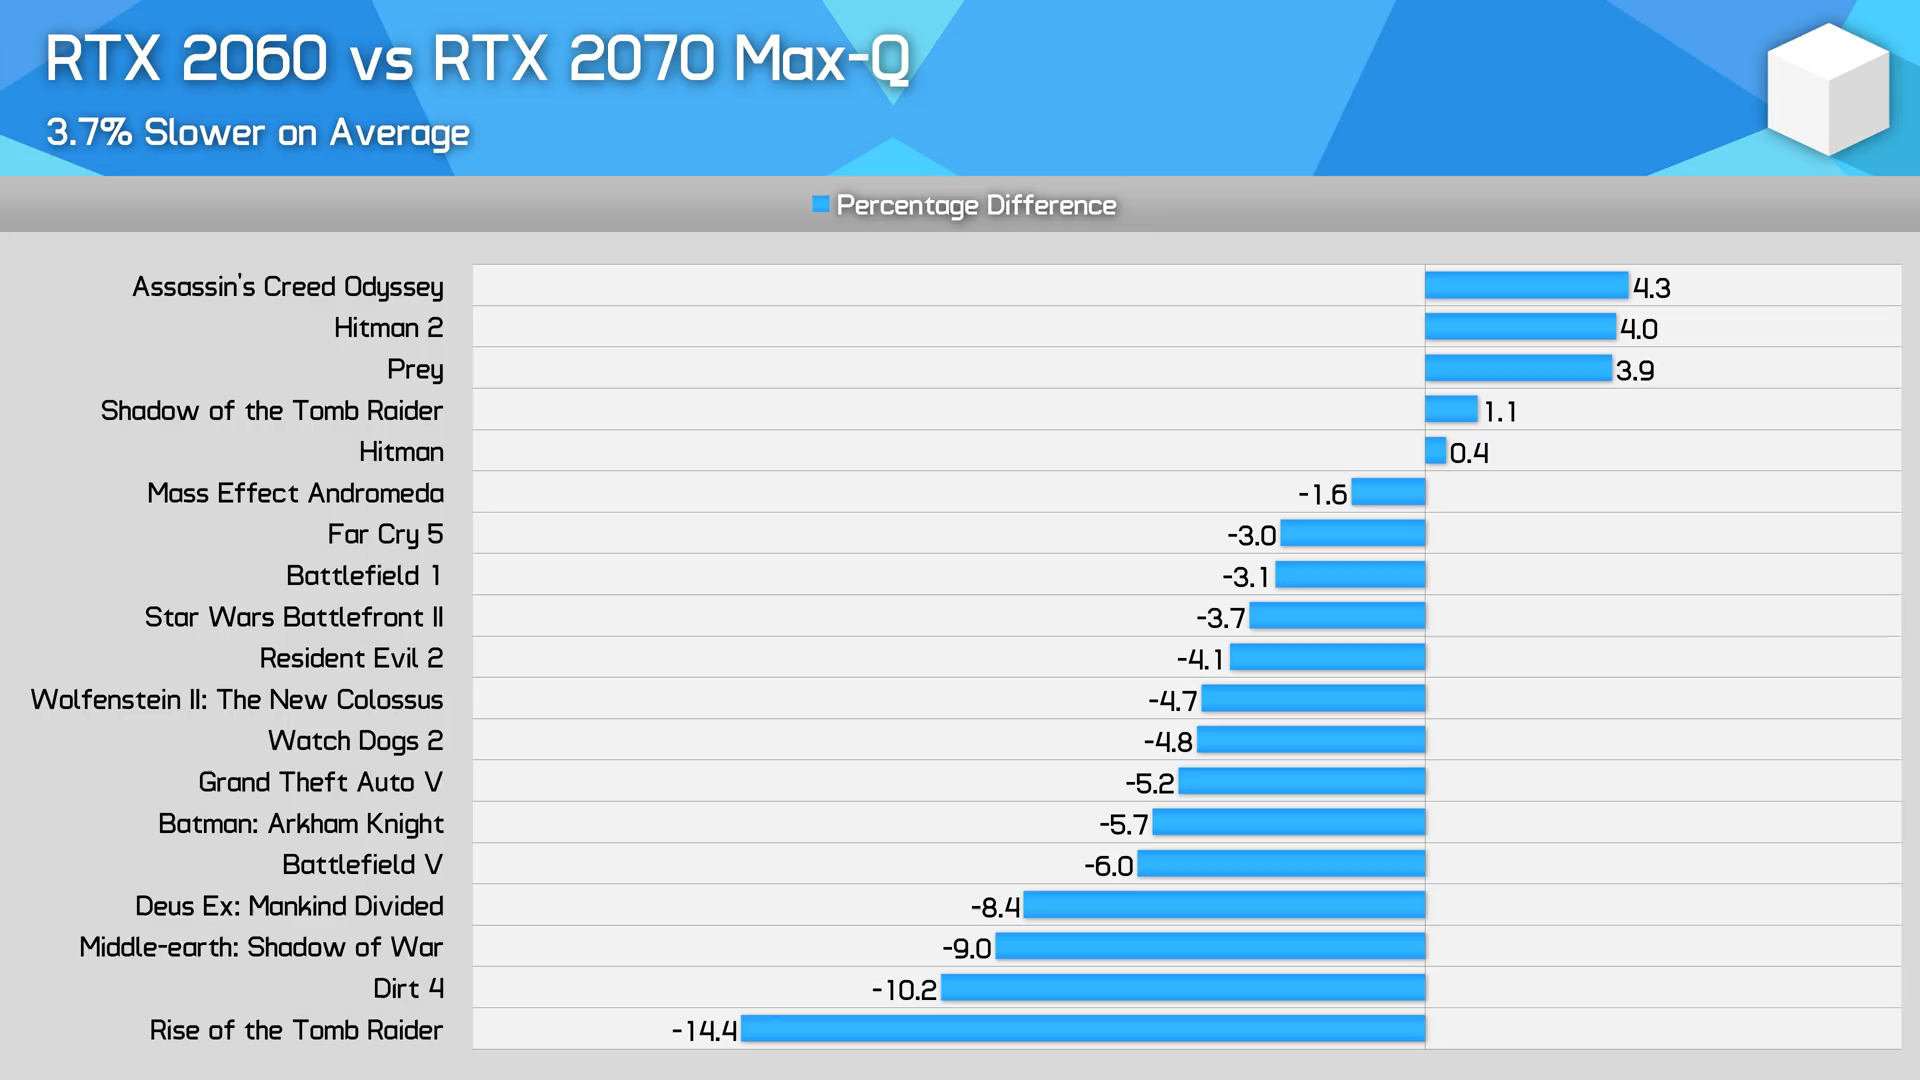 RTX 2060 vs RTX 2070 Max-Q
3.7% Slower on Average
Percentage Difference
Assassin's Creed Odyssey 4.3
Hitman 2 4.0
Prey 3.9
Shadow of the Tomb Raider 1.1
Hitman 0.4
Mass Effect Andromeda -1.6
Far Cry 5 -3.0
Battlefield 1 -3.1
Star Wars Battlefront II -3.7
Resident Evil 2 -4.1
Wolfenstein II: The New Colossus -4.7
Watch Dogs 2 -4.8
Grand Theft Auto V -5.2
Batman: Arkham Knight -5.7
Battlefield V -6.0
Deus Ex: Mankind Divided -8.4
Middle-earth: Shadow of War -9.0
Dirt 4 -10.2
Rise of the Tomb Raider -14.4